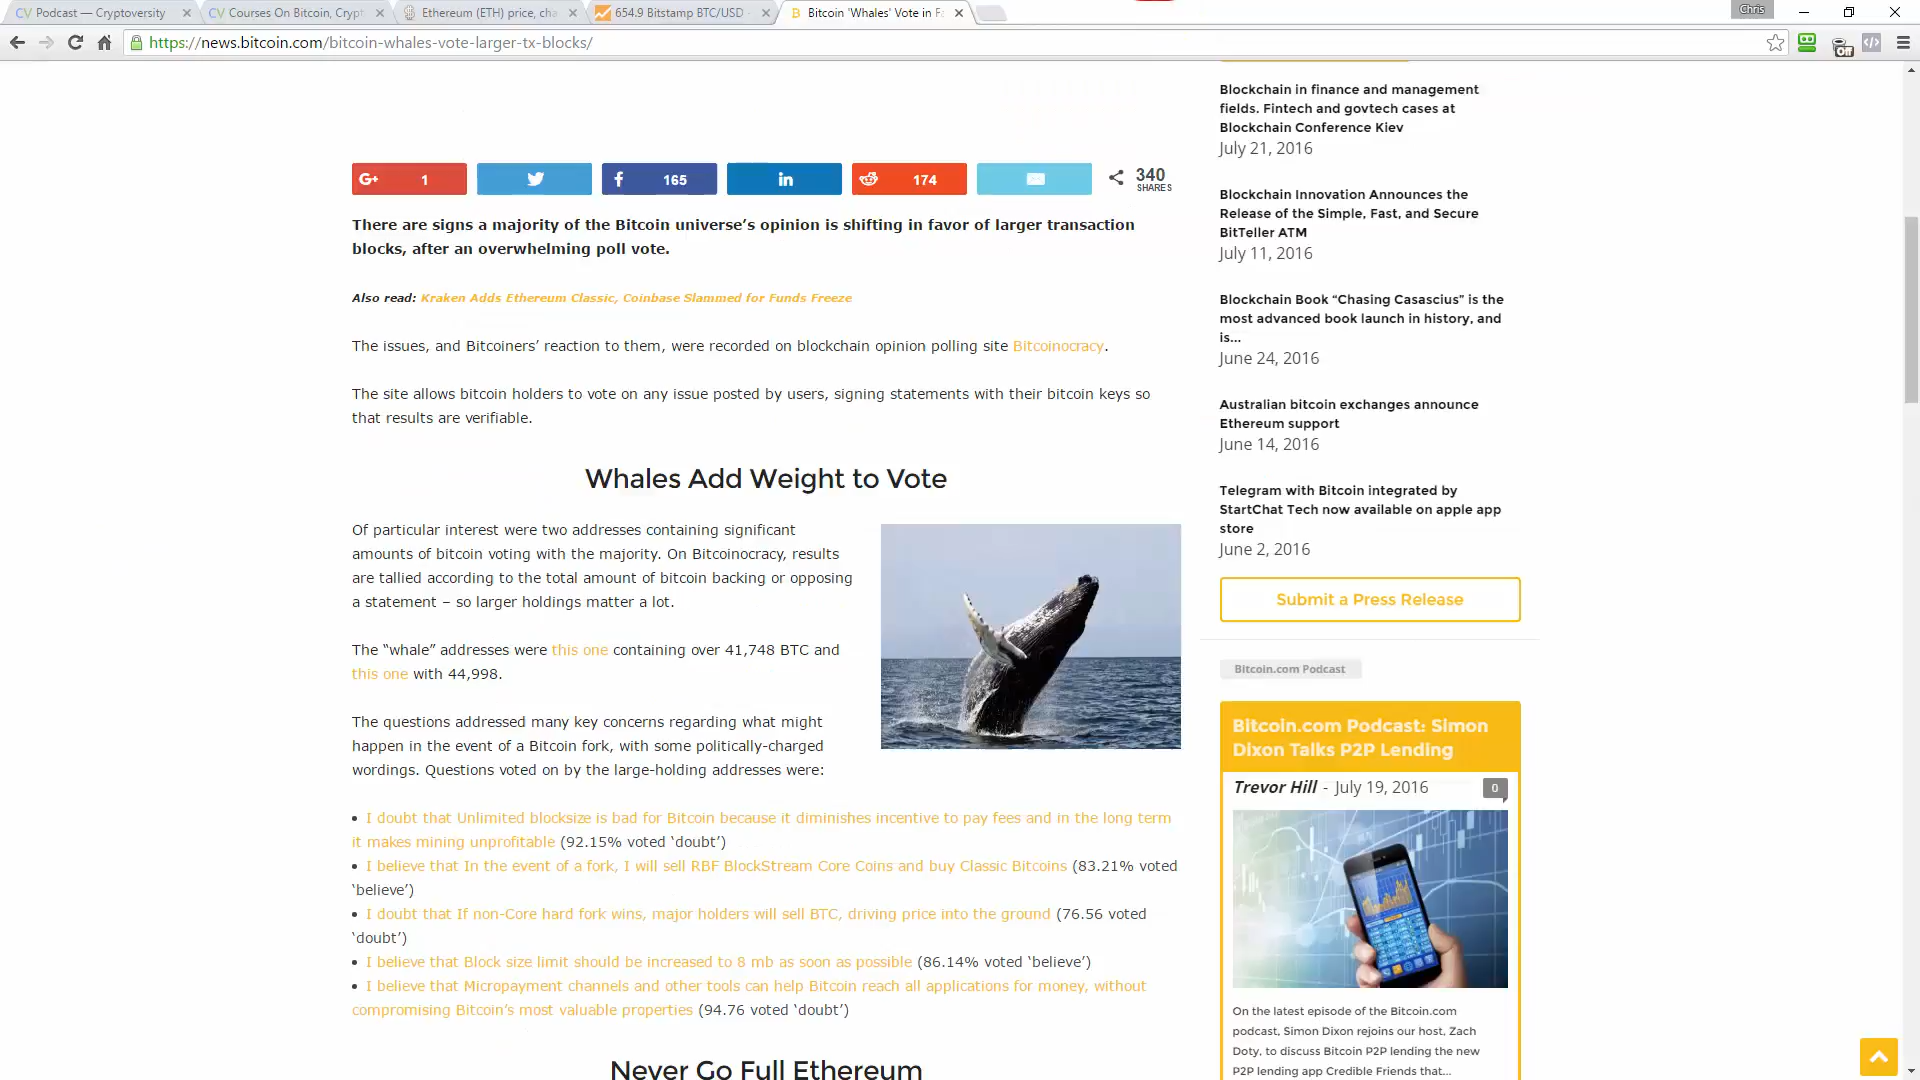 CV Podcast — Cryptoversity
CV Courses On Bitcoin, Crypt
Ethereum (ETH) price, cha
654.9 Bitstamp BTC/USD
Bitcoin 'Whales' Vote in Fa
Chris
https://news.bitcoin.com/bitcoin-whales-vote-larger-tx-blocks/
Off
G+ 1
165
in
174
340
SHARES
There are signs a majority of the Bitcoin universe’s opinion is shifting in favor of larger transaction
blocks, after an overwhelming poll vote.
Also read: Kraken Adds Ethereum Classic, Coinbase Slammed for Funds Freeze
The issues, and Bitcoiners’ reaction to them, were recorded on blockchain opinion polling site Bitcoinocracy.
The site allows bitcoin holders to vote on any issue posted by users, signing statements with their bitcoin keys so
that results are verifiable.
Whales Add Weight to Vote
Of particular interest were two addresses containing significant
amounts of bitcoin voting with the majority. On Bitcoinocracy, results
are tallied according to the total amount of bitcoin backing or opposing
a statement – so larger holdings matter a lot.
The “whale” addresses were this one containing over 41,748 BTC and
this one with 44,998.
The questions addressed many key concerns regarding what might
happen in the event of a Bitcoin fork, with some politically-charged
wordings. Questions voted on by the large-holding addresses were:
• I doubt that Unlimited blocksize is bad for Bitcoin because it diminishes incentive to pay fees and in the long term
it makes mining unprofitable (92.15% voted ‘doubt’)
• I believe that In the event of a fork, I will sell RBF BlockStream Core Coins and buy Classic Bitcoins (83.21% voted
‘believe’)
• I doubt that If non-Core hard fork wins, major holders will sell BTC, driving price into the ground (76.56 voted
‘doubt’)
• I believe that Block size limit should be increased to 8 mb as soon as possible (86.14% voted ‘believe’)
• I believe that Micropayment channels and other tools can help Bitcoin reach all applications for money, without
compromising Bitcoin’s most valuable properties (94.76 voted ‘doubt’)
Never Go Full Ethereum
Blockchain in finance and management
fields. Fintech and govtech cases at
Blockchain Conference Kiev
July 21, 2016
Blockchain Innovation Announces the
Release of the Simple, Fast, and Secure
BitTeller ATM
July 11, 2016
Blockchain Book “Chasing Casascius” is the
most advanced book launch in history, and
is...
June 24, 2016
Australian bitcoin exchanges announce
Ethereum support
June 14, 2016
Telegram with Bitcoin integrated by
StartChat Tech now available on apple app
store
June 2, 2016
Submit a Press Release
Bitcoin.com Podcast
Bitcoin.com Podcast: Simon
Dixon Talks P2P Lending
Trevor Hill - July 19, 2016
0
On the latest episode of the Bitcoin.com
podcast, Simon Dixon rejoins our host, Zach
Doty, to discuss Bitcoin P2P lending the new
P2P lending app Credible Friends that...